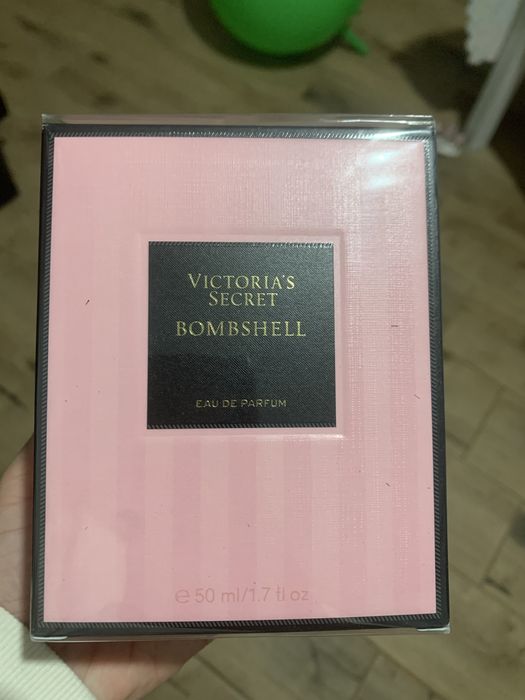 VICTORIA'S
SECRET
BOMBSHELL
EAU DE PARFUM
℮ 50 ml/1.7 fl oz